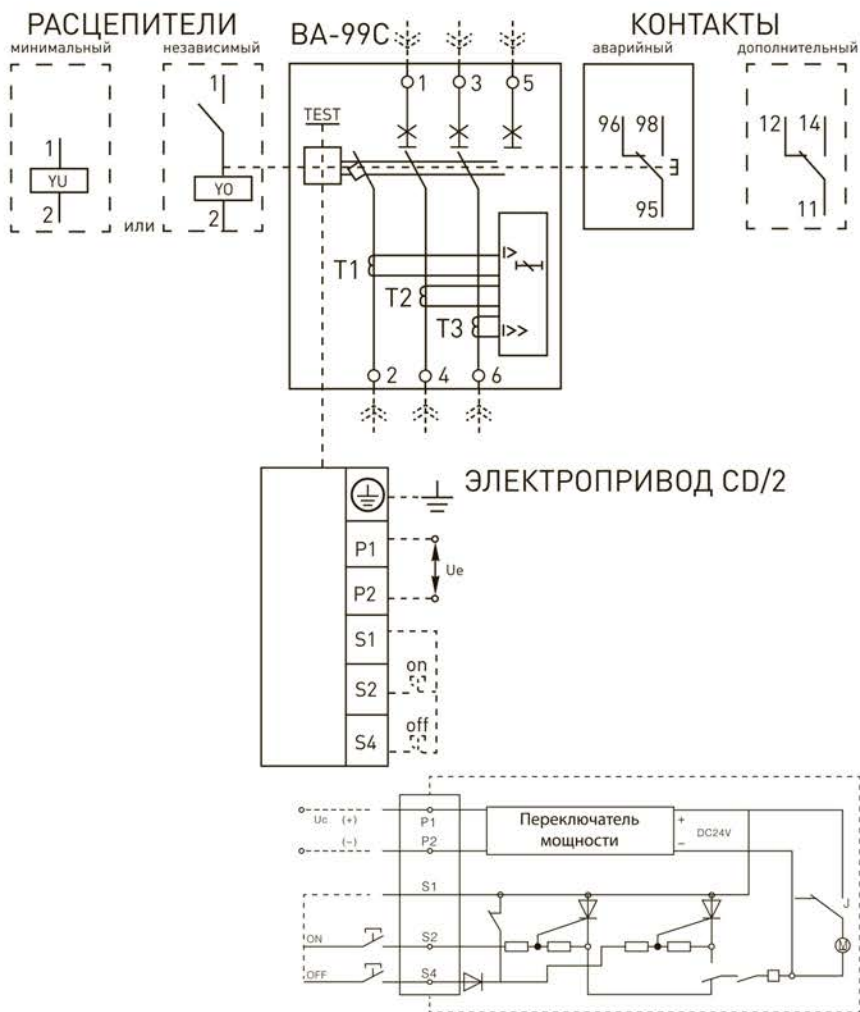 РАСЦЕПИТЕЛИ
минимальный
независимый
ВА-99С
КОНТАКТЫ
аварийный
дополнительный
1
3
5
TEST
1
YU
2
или
1
YO
2
96
98
95
12
14
11
T1
T2
T3
I>
I>>
2
4
6
ЭЛЕКТРОПРИВОД CD/2
P1
P2
Ue
S1
S2
on
S4
off
Uc (+)
(-)
P1
P2
Переключатель
мощности
+
−
DC24V
S1
J
ON
S2
M
OFF
S4